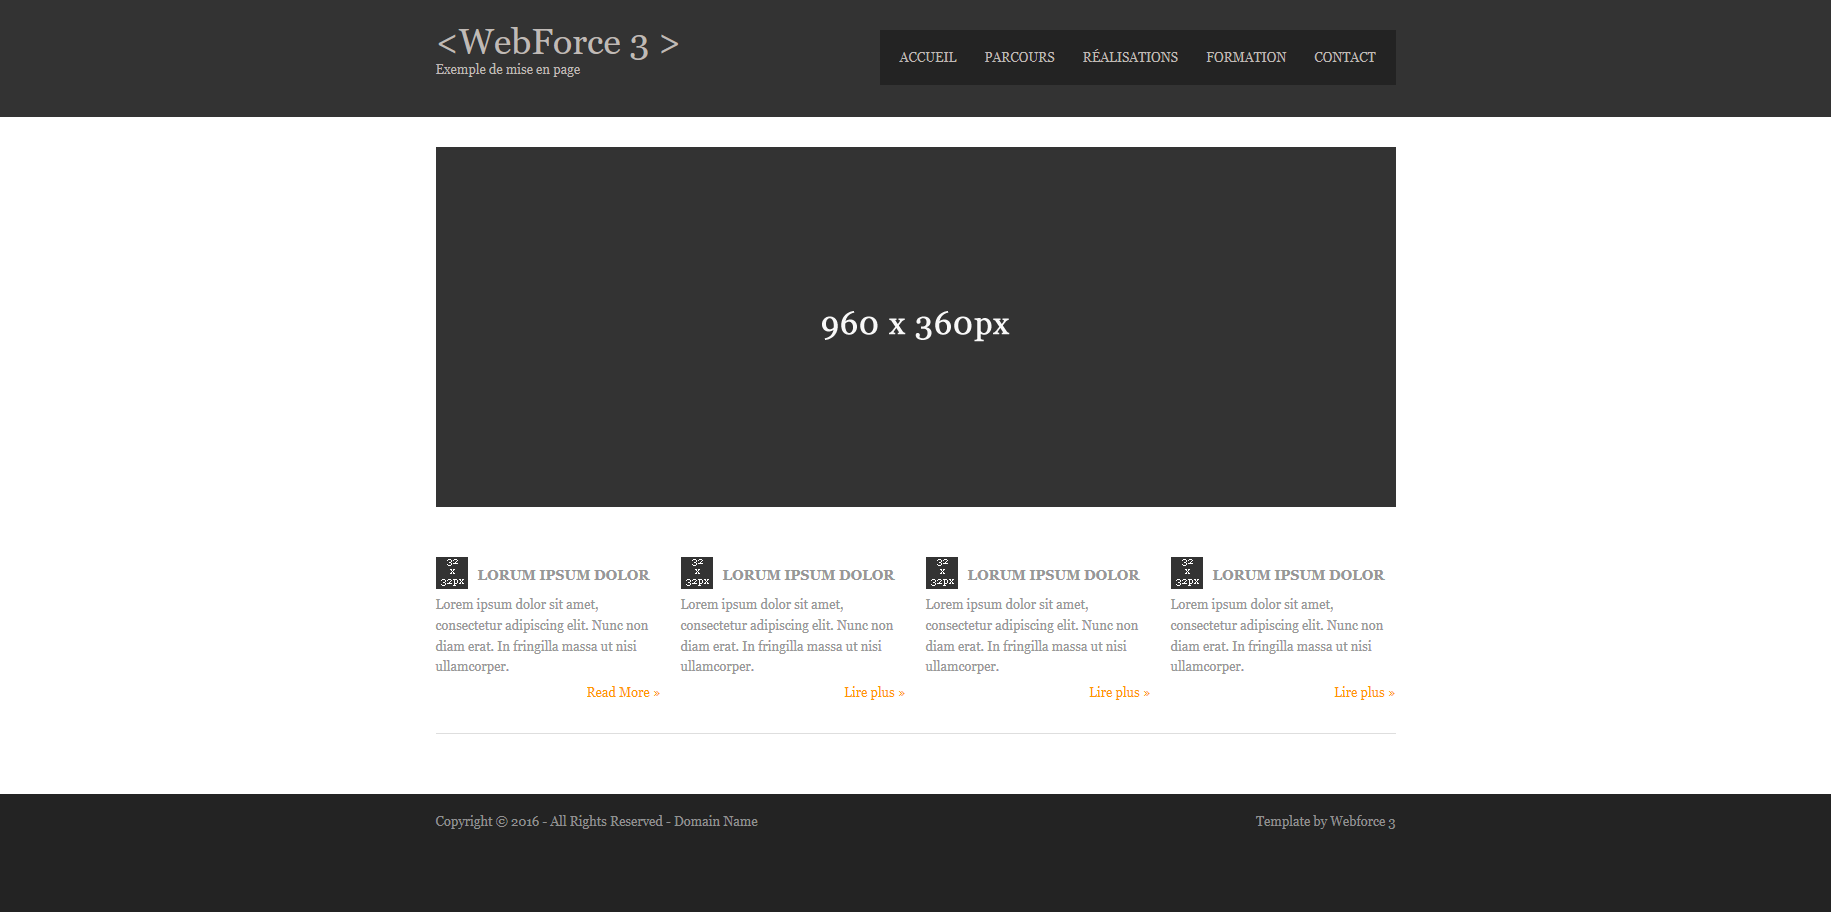 <WebForce 3 >
Exemple de mise en page
ACCUEIL PARCOURS RÉALISATIONS FORMATION CONTACT
960 x 360px
32
x
32px
LORUM IPSUM DOLOR
Lorem ipsum dolor sit amet,
consectetur adipiscing elit. Nunc non
diam erat. In fringilla massa ut nisi
ullamcorper.
Read More »
32
x
32px
LORUM IPSUM DOLOR
Lorem ipsum dolor sit amet,
consectetur adipiscing elit. Nunc non
diam erat. In fringilla massa ut nisi
ullamcorper.
Lire plus »
32
x
32px
LORUM IPSUM DOLOR
Lorem ipsum dolor sit amet,
consectetur adipiscing elit. Nunc non
diam erat. In fringilla massa ut nisi
ullamcorper.
Lire plus »
32
x
32px
LORUM IPSUM DOLOR
Lorem ipsum dolor sit amet,
consectetur adipiscing elit. Nunc non
diam erat. In fringilla massa ut nisi
ullamcorper.
Lire plus »
Copyright © 2016 - All Rights Reserved - Domain Name
Template by Webforce 3